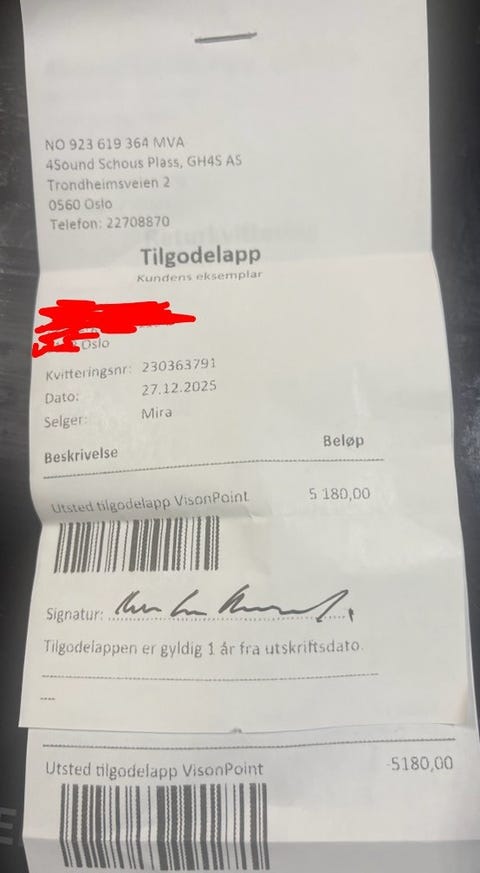 NO 923 619 364 MVA
4Sound Schous Plass, GH4S AS
Trondheimsveien 2
0560 Oslo
Telefon: 22708870
Tilgodelapp
Kundens eksemplar
Oslo
Kvitteringsnr: 230363791
Dato: 27.12.2025
Selger: Mira
Beskrivelse Beløp
Utsted tilgodelapp VisonPoint 5 180,00
Signatur:
Tilgodelappen er gyldig 1 år fra utskriftsdato.
Utsted tilgodelapp VisonPoint -5180,00